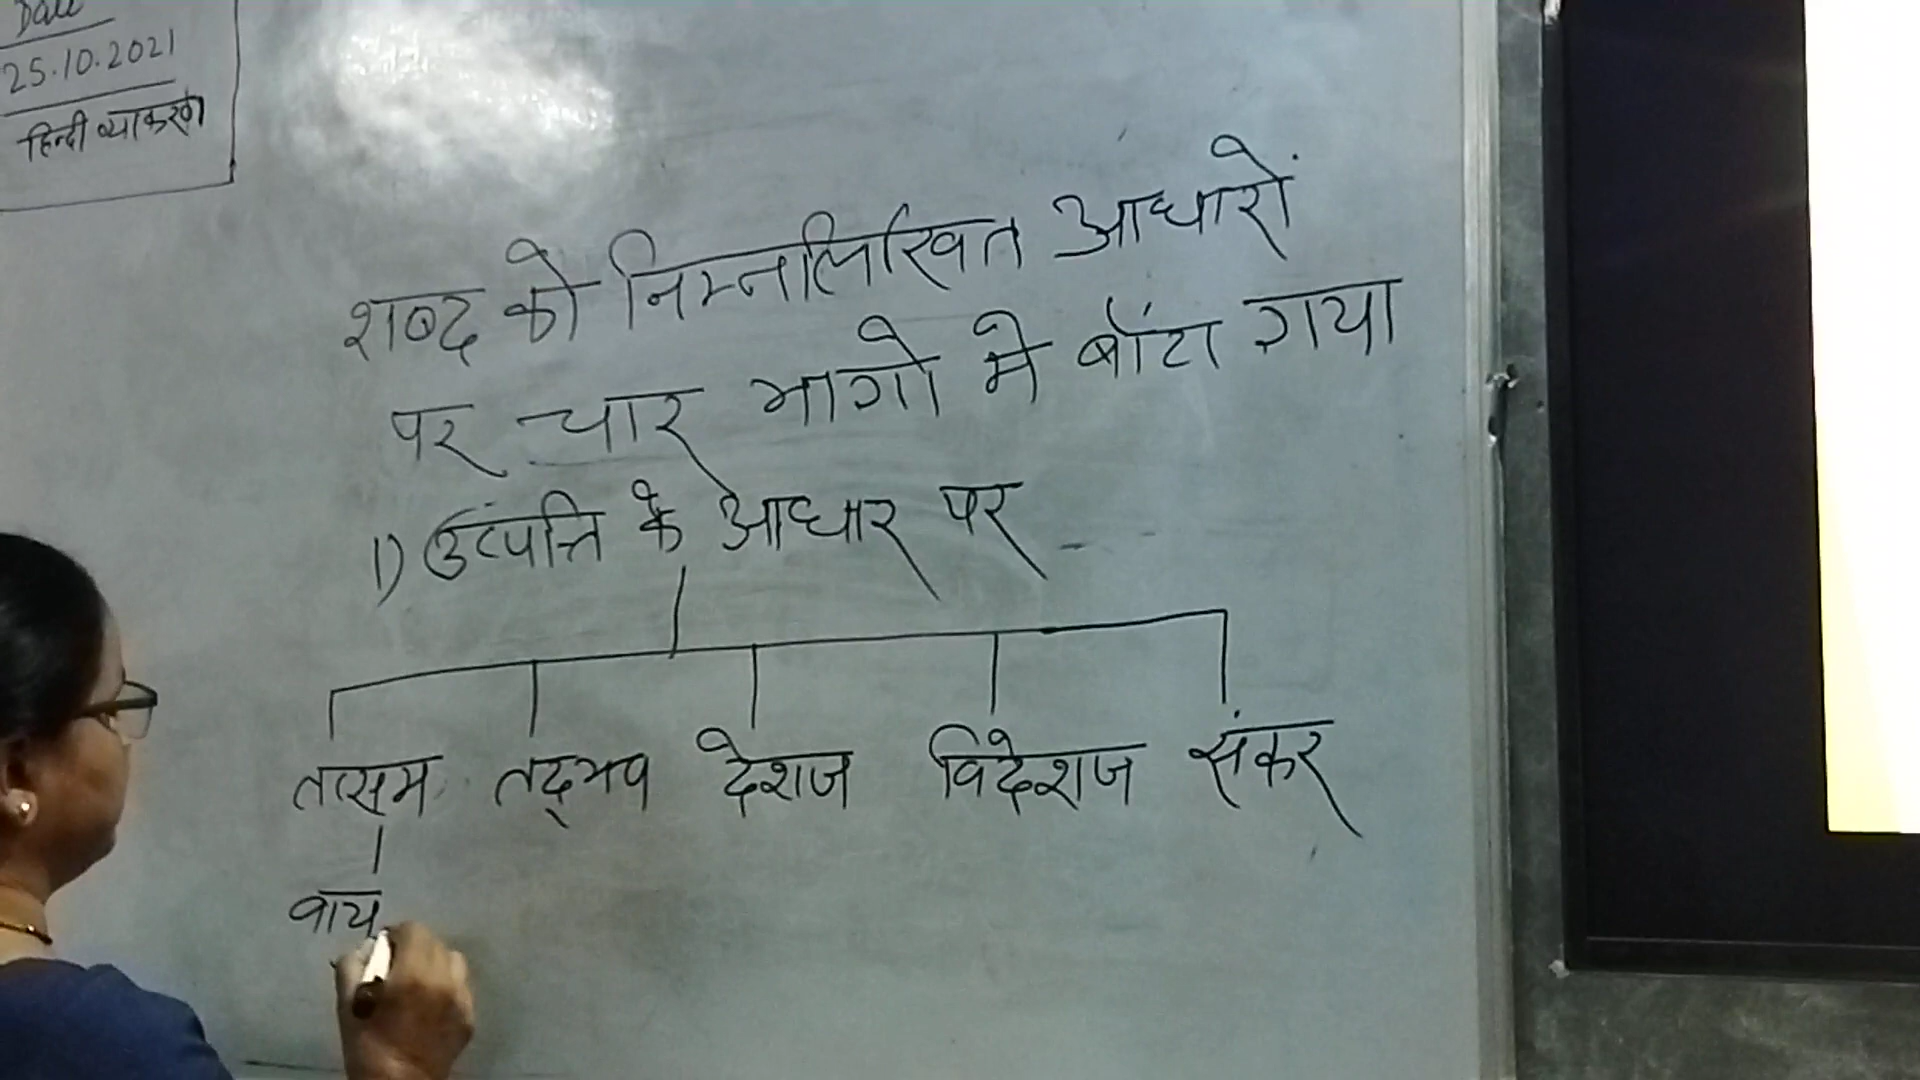 Date
25.10.2021
हिन्दी व्याकरण
शब्द को निम्नलिखित आधारों
पर चार भागो मे बाँटा गया
1) उत्पत्ति के आधार पर
तत्सम तद्भव देशज विदेशज संकर
वायु